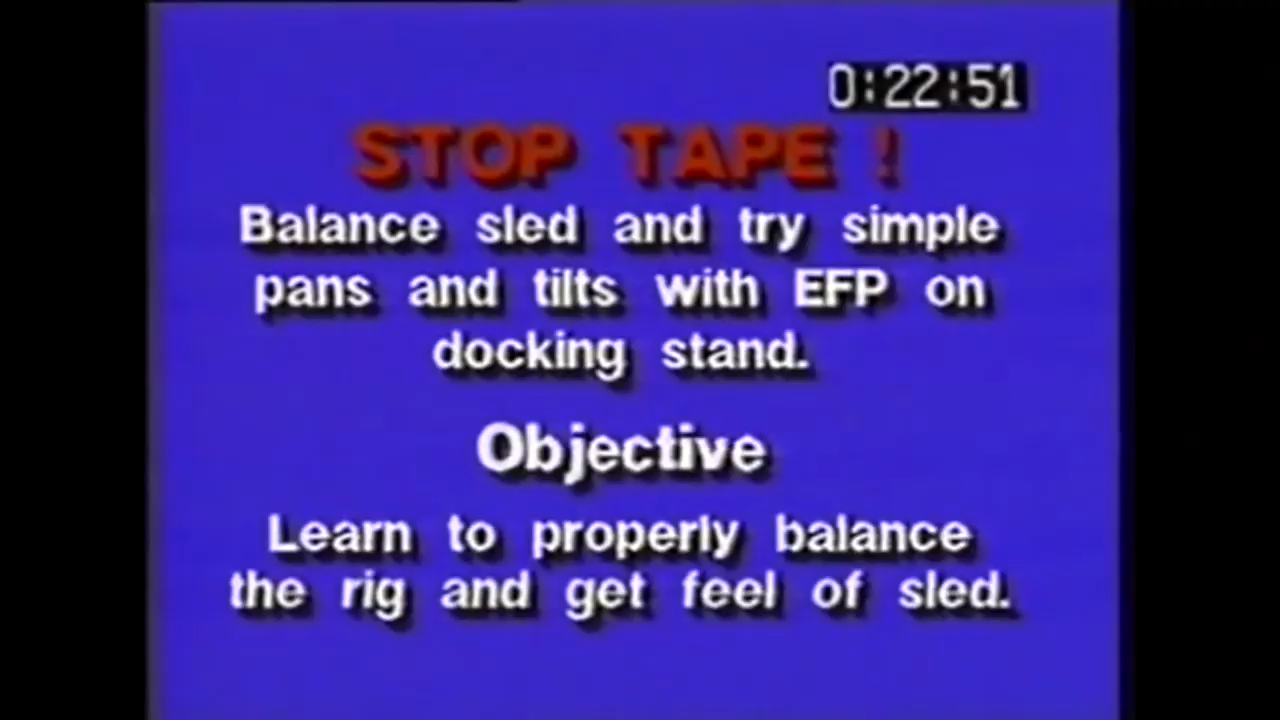 0:22:51
STOP TAPE !
Balance sled and try simple
pans and tilts with EFP on
docking stand.
Objective
Learn to properly balance
the rig and get feel of sled.